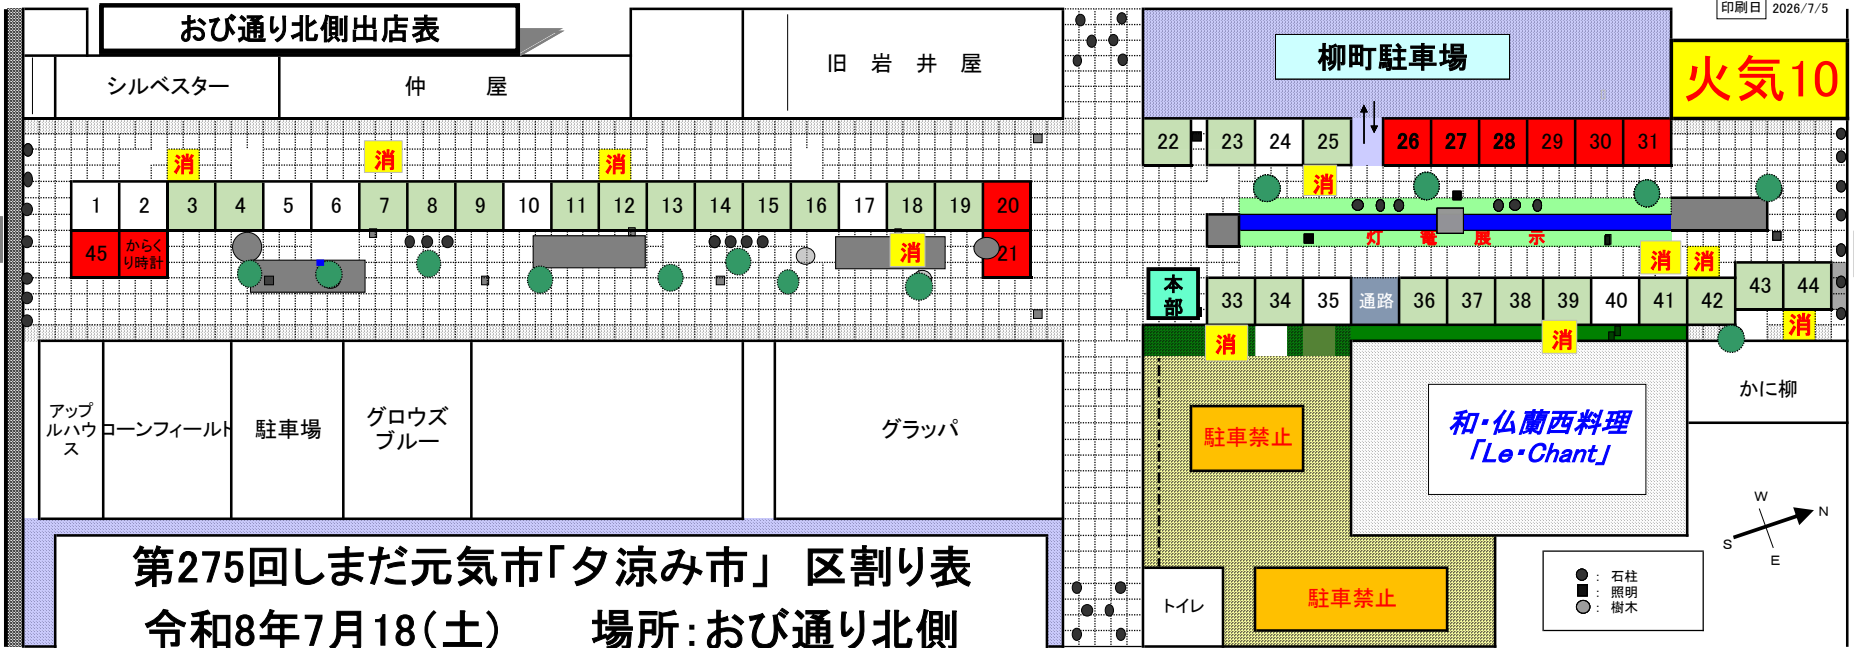 印刷日 2026/7/5
おび通り北側出店表
シルベスター
仲 屋
旧 岩 井 屋
柳町駐車場
火気10
22 23 24 25 26 27 28 29 30 31
消 消 消
消
1 2 3 4 5 6 7 8 9 10 11 12 13 14 15 16 17 18 19 20
45 からく
り時計
消
21
灯 篭 展 示
消 消
本
部
33 34 35 通路 36 37 38 39 40 41 42 43 44
消 消 消
アップ
ルハウ
ス
コーンフィールド
駐車場
グロウズ
ブルー
グラッパ
駐車禁止
和・仏蘭西料理
「Le・Chant」
かに柳
W
N
S
E
第275回しまだ元気市「夕涼み市」 区割り表
令和8年7月18(土) 場所：おび通り北側
トイレ
駐車禁止
： 石柱
： 照明
： 樹木